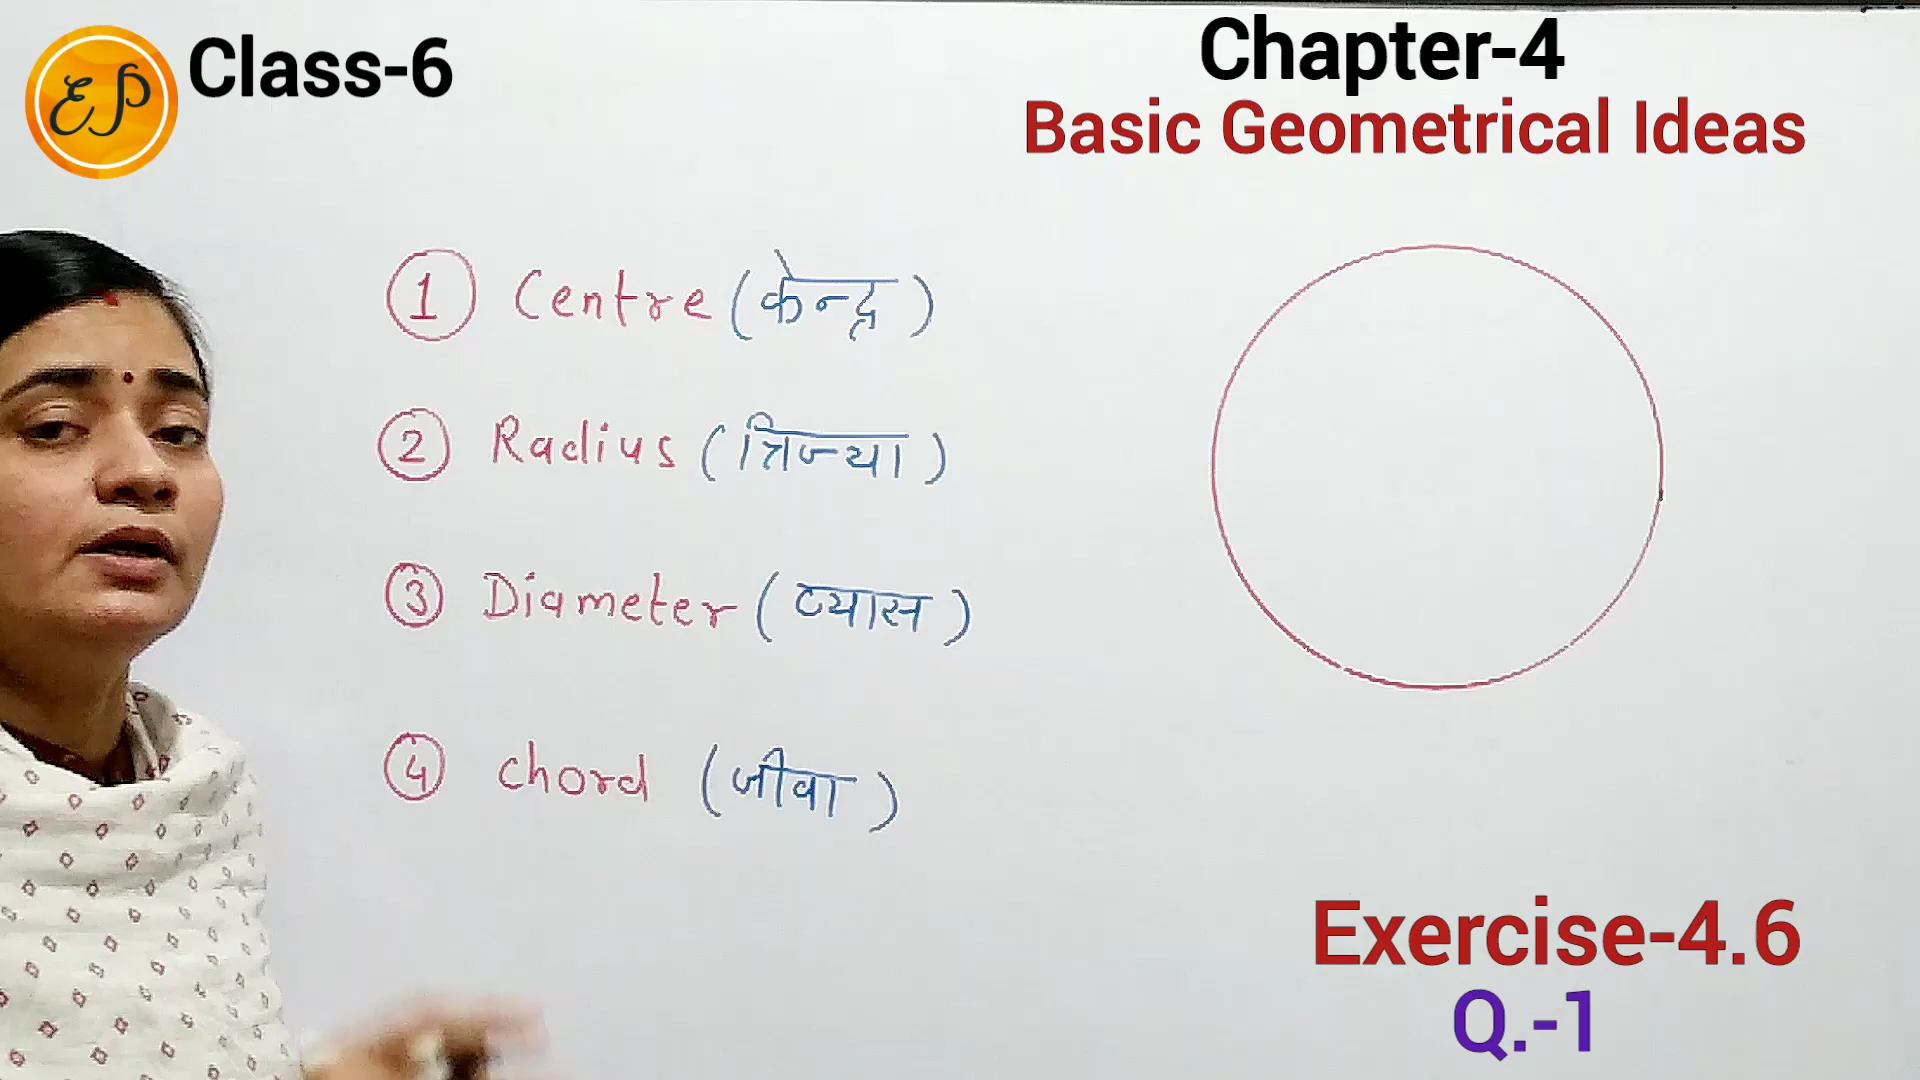 EP
Class-6
Chapter-4
Basic Geometrical Ideas
1 Centre (केन्द्र)
2 Radius (त्रिज्या)
3 Diameter (व्यास)
4 chord (जीवा)
Exercise-4.6
Q.-1